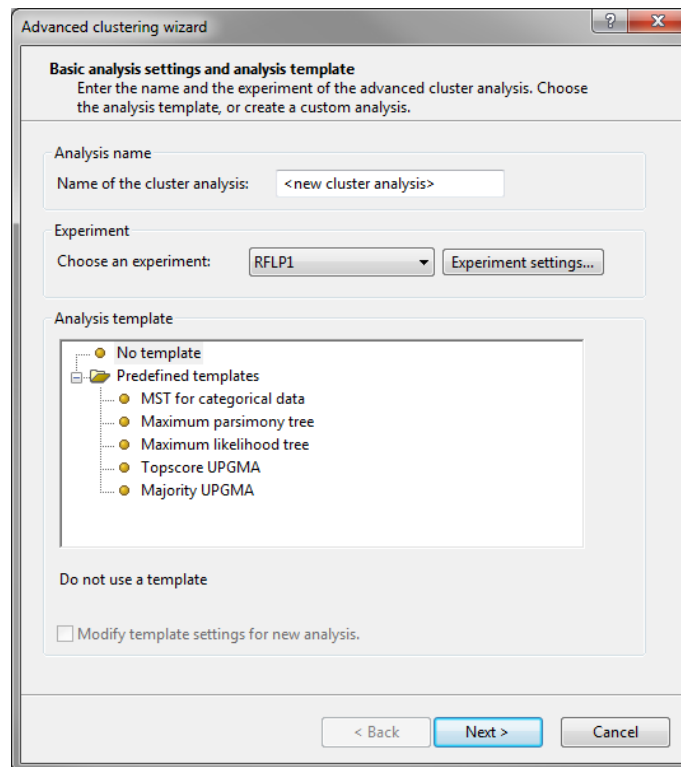 Advanced clustering wizard
?
Basic analysis settings and analysis template
Enter the name and the experiment of the advanced cluster analysis. Choose
the analysis template, or create a custom analysis.
Analysis name
Name of the cluster analysis: <new cluster analysis>
Experiment
Choose an experiment: RFLP1 Experiment settings...
Analysis template
No template
Predefined templates
MST for categorical data
Maximum parsimony tree
Maximum likelihood tree
Topscore UPGMA
Majority UPGMA
Do not use a template
Modify template settings for new analysis.
< Back Next > Cancel